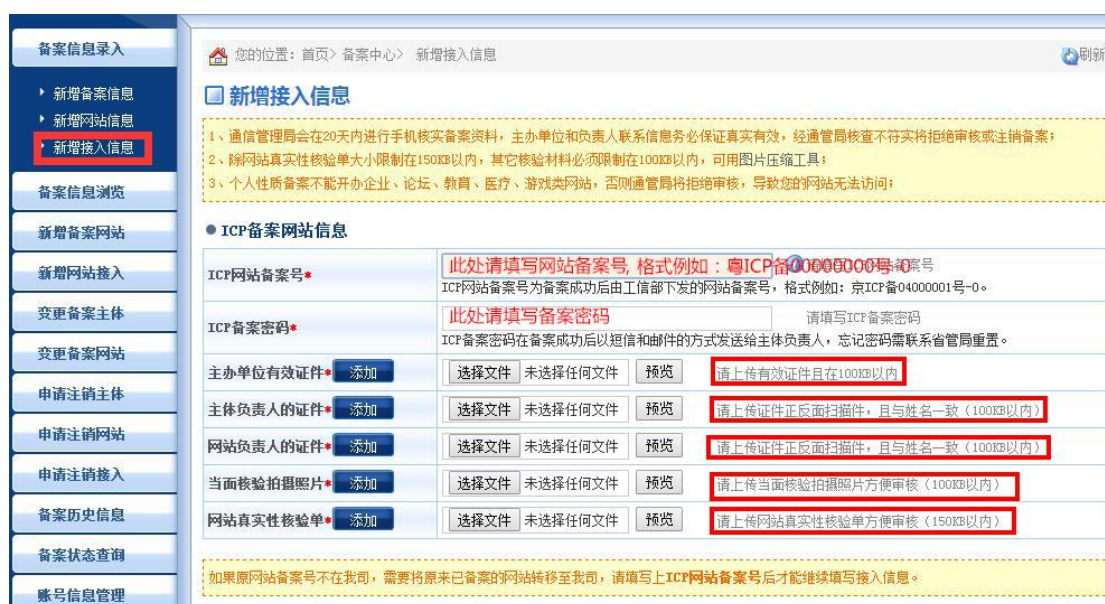 备案信息录入
新增备案信息
新增网站信息
新增接入信息
备案信息浏览
新增备案网站
新增网站接入
变更备案主体
变更备案网站
申请注销主体
申请注销网站
申请注销接入
备案历史信息
备案状态查询
账号信息管理
您的位置：首页> 备案中心> 新增接入信息
刷新
新增接入信息
1、通信管理局会在20天内进行手机核实备案资料，主办单位和负责人联系信息务必保证真实有效，经通管局核查不符实将拒绝审核或注销备案；
2、除网站真实性核验单大小限制在150KB以内，其它核验材料必须限制在100KB以内，可用图片压缩工具；
3、个人性质备案不能开办企业、论坛、教育、医疗、游戏类网站，否则通管局将拒绝审核，导致您的网站无法访问；
ICP备案网站信息
ICP网站备案号* 此处请填写网站备案号, 格式例如：粤ICP备00000000号-0 案号
ICP网站备案号为备案成功后由工信部下发的网站备案号，格式例如：京ICP备04000001号-0。
ICP备案密码* 此处请填写备案密码 请填写ICP备案密码
ICP备案密码在备案成功后以短信和邮件的方式发送给主体负责人，忘记密码需联系省管局重置。
主办单位有效证件* 添加 选择文件 未选择任何文件 预览 请上传有效证件且在100KB以内
主体负责人的证件* 添加 选择文件 未选择任何文件 预览 请上传证件正反面扫描件，且与姓名一致（100KB以内）
网站负责人的证件* 添加 选择文件 未选择任何文件 预览 请上传证件正反面扫描件，且与姓名一致（100KB以内）
当面核验拍摄照片* 添加 选择文件 未选择任何文件 预览 请上传当面核验拍摄照片方便审核（100KB以内）
网站真实性核验单* 添加 选择文件 未选择任何文件 预览 请上传网站真实性核验单方便审核（150KB以内）
如果原网站备案号不在我司，需要将原来已备案的网站转移至我司，请填写上ICP网站备案号后才能继续填写接入信息。